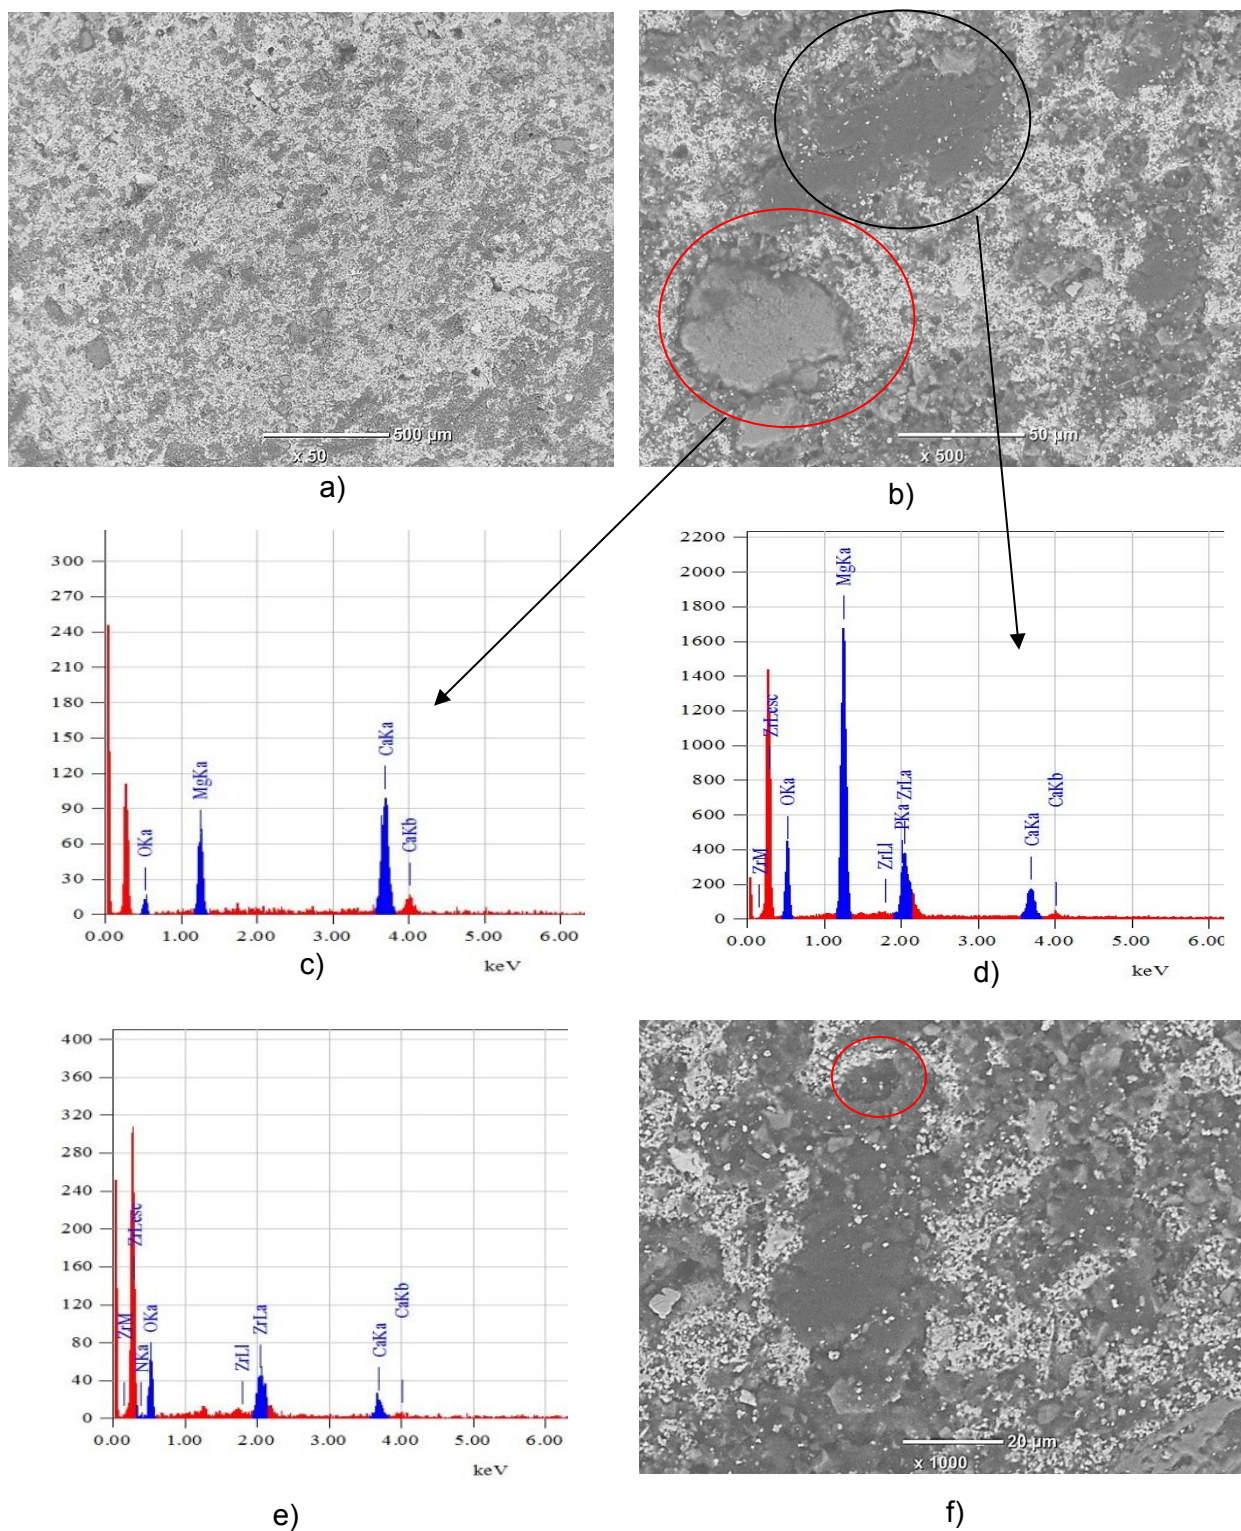 500 µm
x 50
a)
50 µm
x 500
b)
300
270
240
210
180
150
120
90
60
30
0
OKa
MgKa
CaKa
CaKb
0.00 1.00 2.00 3.00 4.00 5.00 6.00
keV
c)
2200
2000
1800
1600
1400
1200
1000
800
600
400
200
0
ZrM
ZrLesc
OKa
MgKa
PKa
ZrLa
ZrLl
CaKa
CaKb
0.00 1.00 2.00 3.00 4.00 5.00 6.00
keV
d)
400
360
320
280
240
200
160
120
80
40
0
ZrM
ZrLesc
NKa
OKa
ZrLl
ZrLa
CaKa
CaKb
0.00 1.00 2.00 3.00 4.00 5.00 6.00
keV
e)
20 µm
x 1000
f)